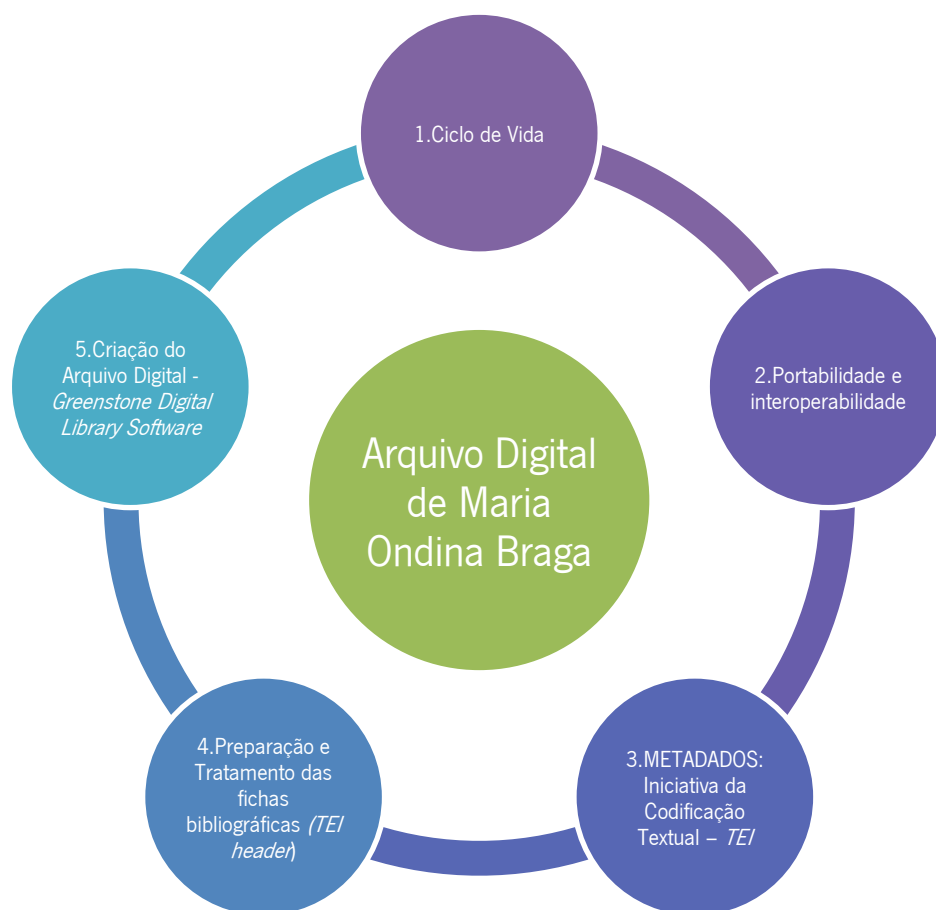 1.Ciclo de Vida
2.Portabilidade e
interoperabilidade
3.METADADOS:
Iniciativa da
Codificação
Textual – TEI
4.Preparação e
Tratamento das
fichas
bibliográficas (TEI
header)
5.Criação do
Arquivo Digital -
Greenstone Digital
Library Software
Arquivo Digital
de Maria
Ondina Braga